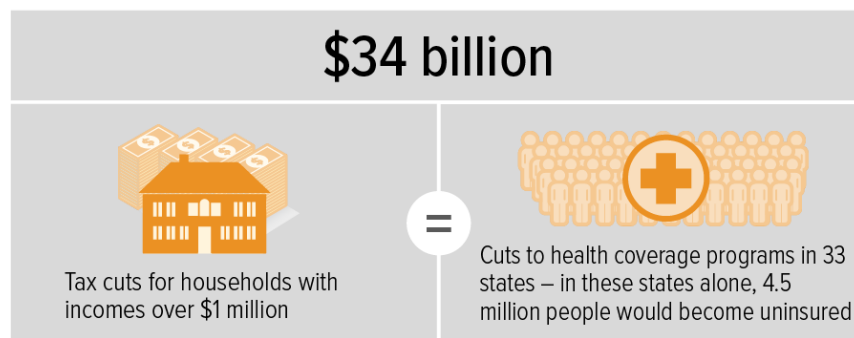 $34 billion
Tax cuts for households with
incomes over $1 million
=
Cuts to health coverage programs in 33
states – in these states alone, 4.5
million people would become uninsured